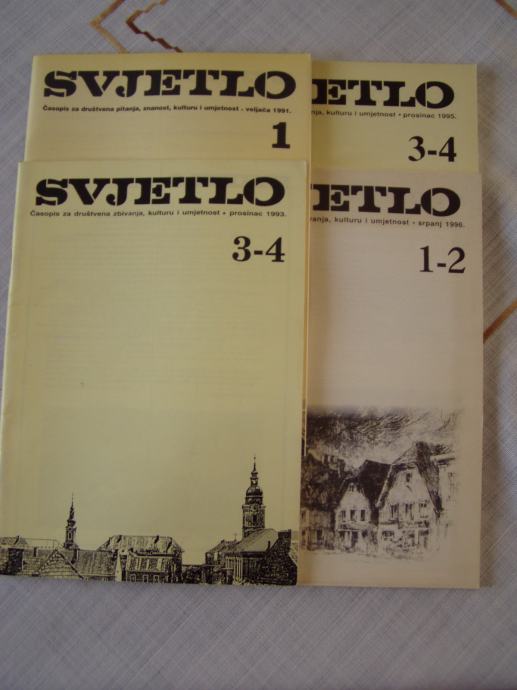 SVJETLO
Časopis za društvena pitanja, znanost, kulturu i umjetnost - veljača 1991.
1
ETLO
anja, kulturu i umjetnost • prosinac 1995.
3-4
SVJETLO
Časopis za društvena zbivanja, kulturu i umjetnost • prosinac 1993.
3-4
ETLO
vanja, kulturu i umjetnost • srpanj 1996.
1-2